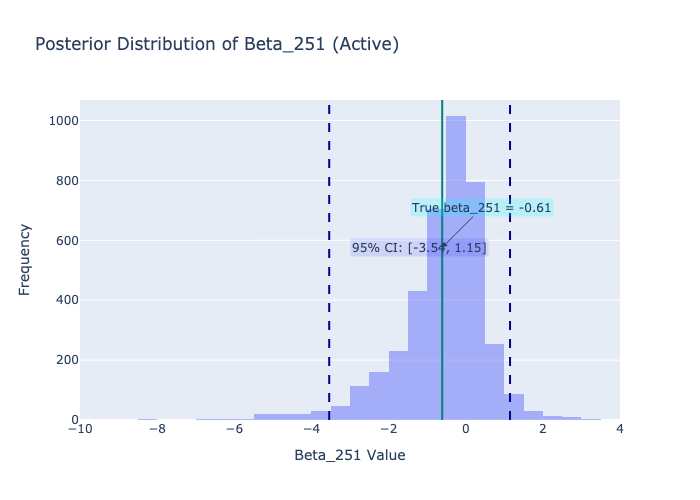 Posterior Distribution of Beta_251 (Active)
1000
800
True beta_251 = -0.61
600
95% CI: [-3.54, 1.15]
400
200
0
−10
−8
−6
−4
−2
0
2
4
Frequency
Beta_251 Value